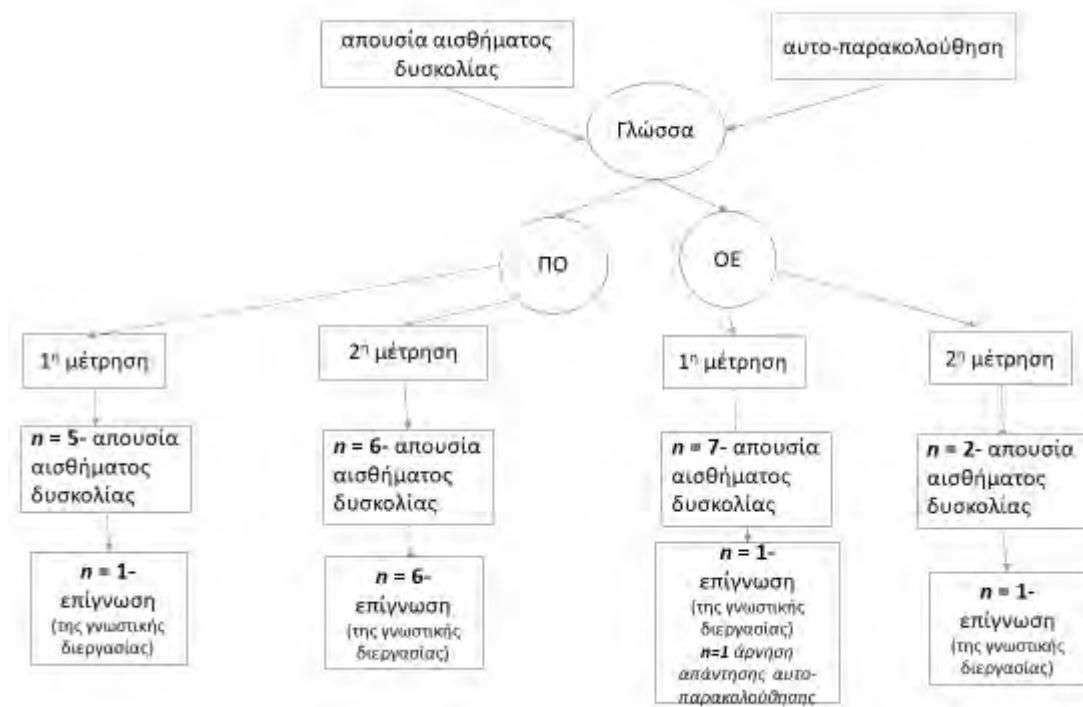 απουσία αισθήματος
δυσκολίας
αυτο-παρακολούθηση
Γλώσσα
ΠΟ
ΟΕ
1η μέτρηση
2η μέτρηση
1η μέτρηση
2η μέτρηση
n = 5- απουσία
αισθήματος
δυσκολίας
n = 6- απουσία
αισθήματος
δυσκολίας
n = 7- απουσία
αισθήματος
δυσκολίας
n = 2- απουσία
αισθήματος
δυσκολίας
n = 1-
επίγνωση
(της γνωστικής
διεργασίας)
n = 6-
επίγνωση
(της γνωστικής
διεργασίας)
n = 1-
επίγνωση
(της γνωστικής
διεργασίας)
n=1 άρνηση
απάντησης αυτο-
παρακολούθησης
n = 1-
επίγνωση
(της γνωστικής
διεργασίας)